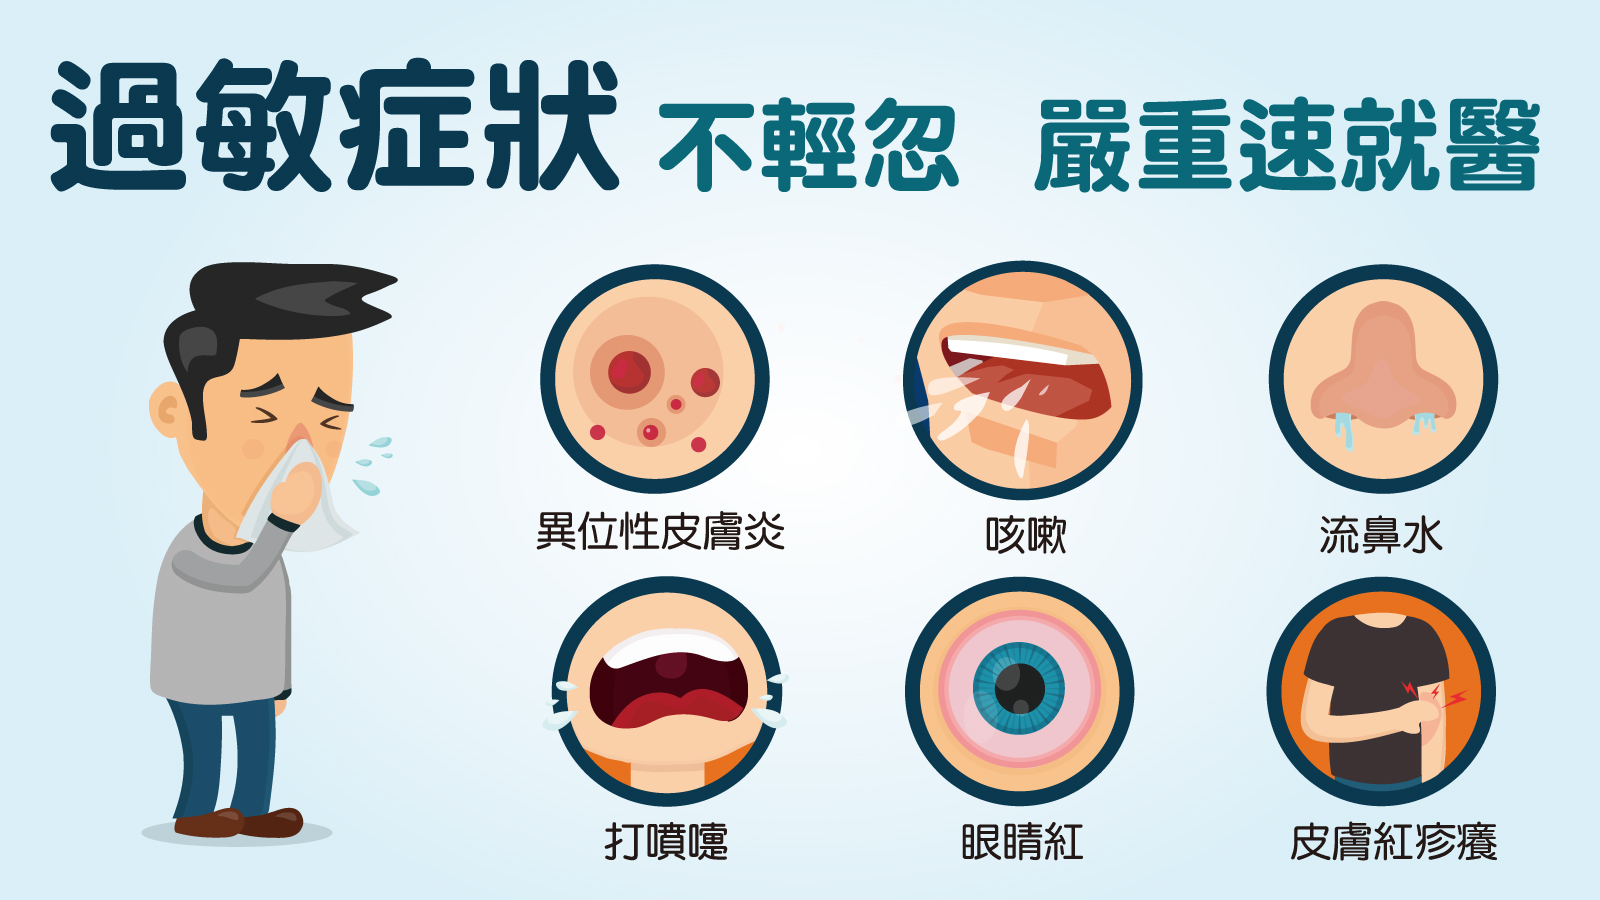 過敏症狀 不輕忽 嚴重速就醫
異位性皮膚炎
咳嗽
流鼻水
打噴嚏
眼睛紅
皮膚紅疹癢